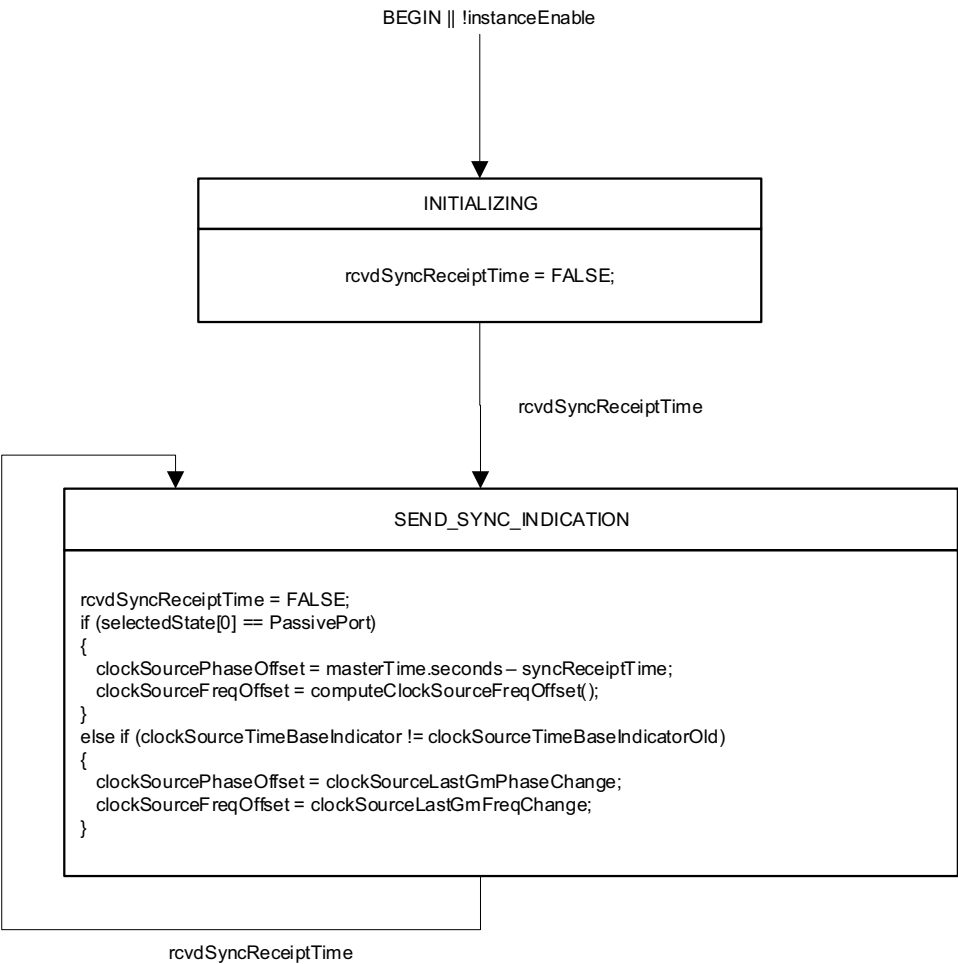 BEGIN || !instanceEnable
INITIALIZING
rcvdSyncReceiptTime = FALSE;
rcvdSyncReceiptTime
SEND_SYNC_INDICATION
rcvdSyncReceiptTime = FALSE;
if (selectedState[0] == PassivePort)
{
clockSourcePhaseOffset = masterTime.seconds – syncReceiptTime;
clockSourceFreqOffset = computeClockSourceFreqOffset();
}
else if (clockSourceTimeBaseIndicator != clockSourceTimeBaseIndicatorOld)
{
clockSourcePhaseOffset = clockSourceLastGmPhaseChange;
clockSourceFreqOffset = clockSourceLastGmFreqChange;
}
rcvdSyncReceiptTime